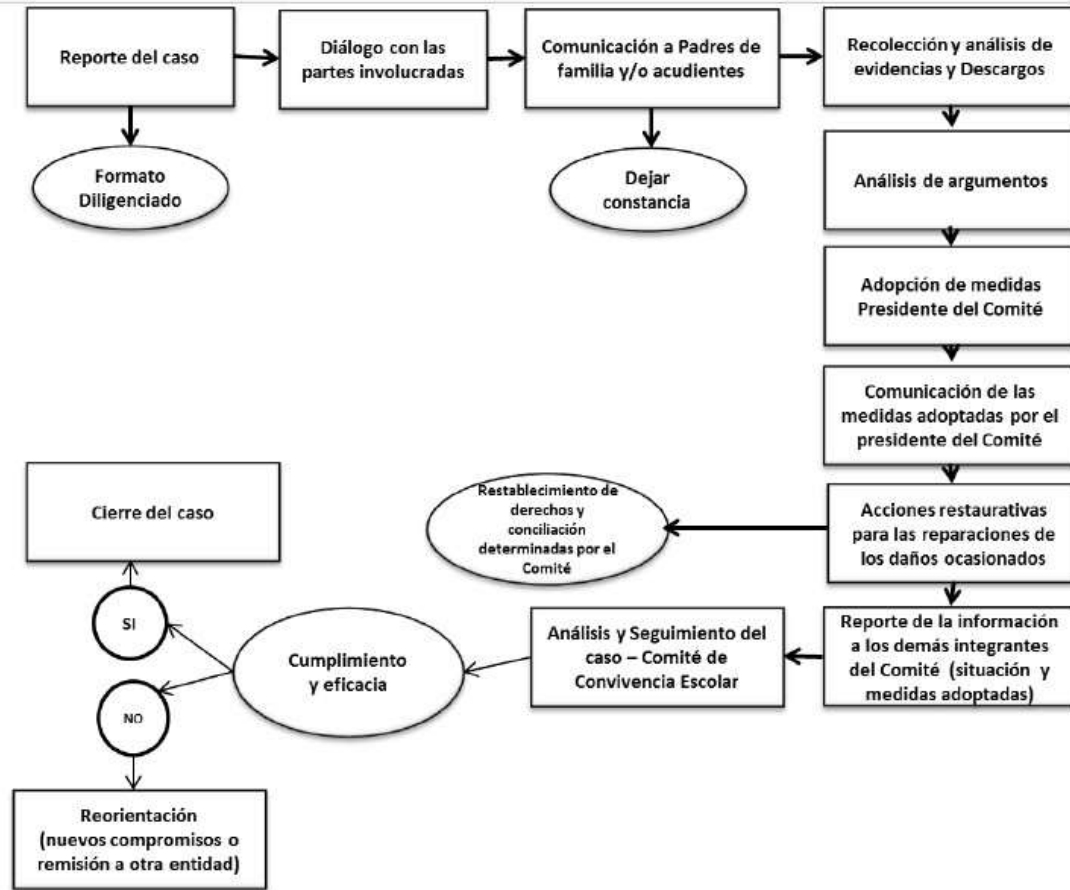 Reporte del caso
Diálogo con las
partes involucradas
Comunicación a Padres de
familia y/o acudientes
Recolección y análisis de
evidencias y Descargos
Formato
Diligenciado
Dejar
constancia
Análisis de argumentos
Adopción de medidas
Presidente del Comité
Comunicación de las
medidas adoptadas por el
presidente del Comité
Acciones restaurativas
para las reparaciones de
los daños ocasionados
Restablecimiento de
derechos y
conciliación
determinadas por el
Comité
Reporte de la información
a los demás integrantes
del Comité (situación y
medidas adoptadas)
Análisis y Seguimiento del
caso – Comité de
Convivencia Escolar
Cumplimiento
y eficacia
SI
Cierre del caso
NO
Reorientación
(nuevos compromisos o
remisión a otra entidad)